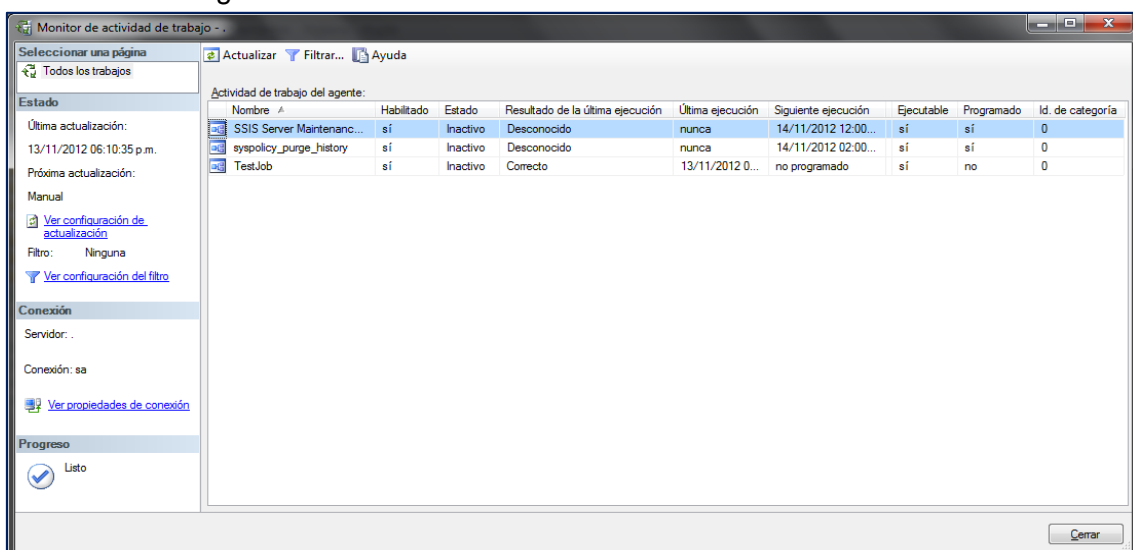 Monitor de actividad de trabajo - .
Seleccionar una página
Todos los trabajos
Estado
Última actualización:
13/11/2012 06:10:35 p.m.
Próxima actualización:
Manual
Ver configuración de
actualización
Filtro: Ninguna
Ver configuración del filtro
Conexión
Servidor: .
Conexión: sa
Ver propiedades de conexión
Progreso
Listo
Actualizar Filtrar... Ayuda
Actividad de trabajo del agente:
Nombre Habilitado Estado Resultado de la última ejecución Última ejecución Siguiente ejecución Ejecutable Programado Id. de categoría
SSIS Server Maintenanc... sí Inactivo Desconocido nunca 14/11/2012 12:00... sí sí 0
syspolicy_purge_history sí Inactivo Desconocido nunca 14/11/2012 02:00... sí sí 0
TestJob sí Inactivo Correcto 13/11/2012 0... no programado sí no 0
Cerrar